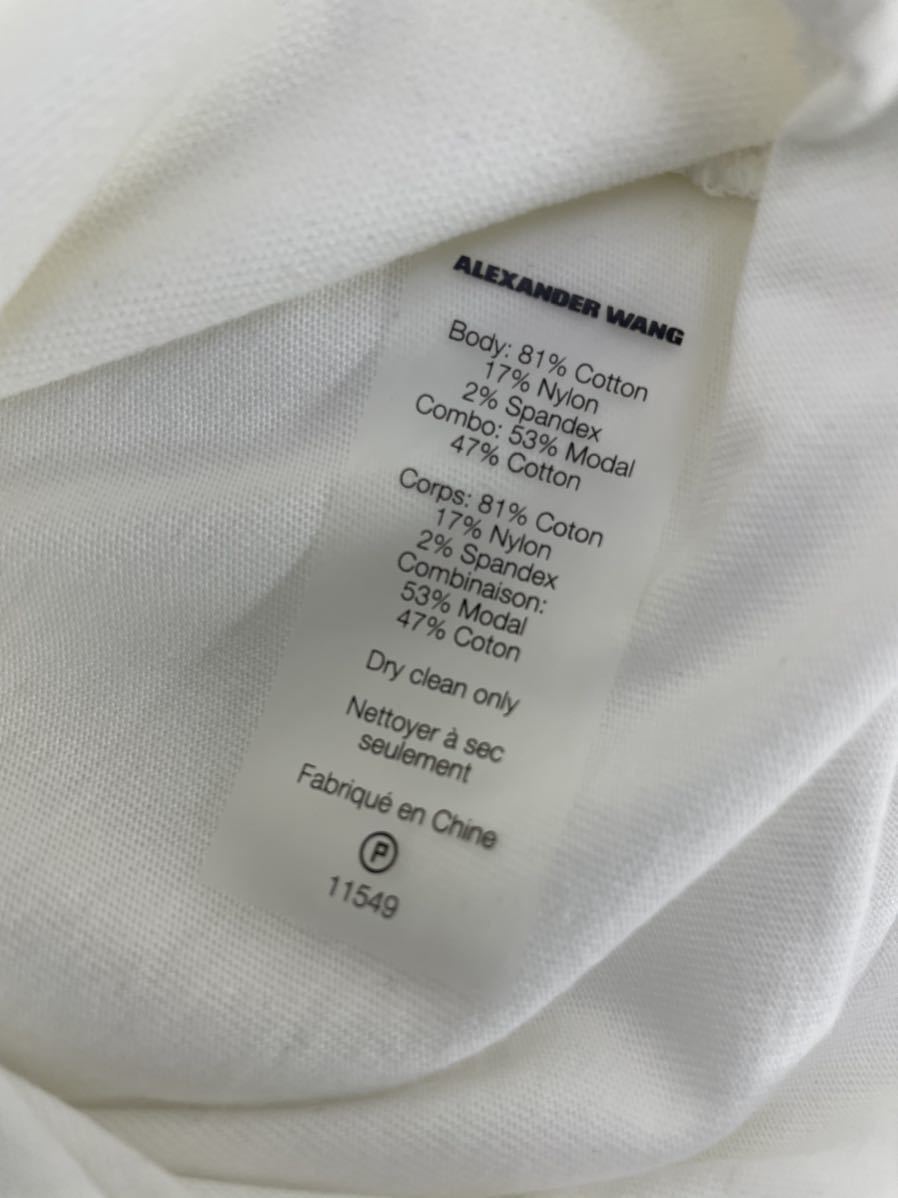 ALEXANDER WANG
Body: 81% Cotton
17% Nylon
2% Spandex
Combo: 53% Modal
47% Cotton
Corps: 81% Coton
17% Nylon
2% Spandex
Combinaison:
53% Modal
47% Coton
Dry clean only
Nettoyer à sec
seulement
Fabriqué en Chine
P
11549